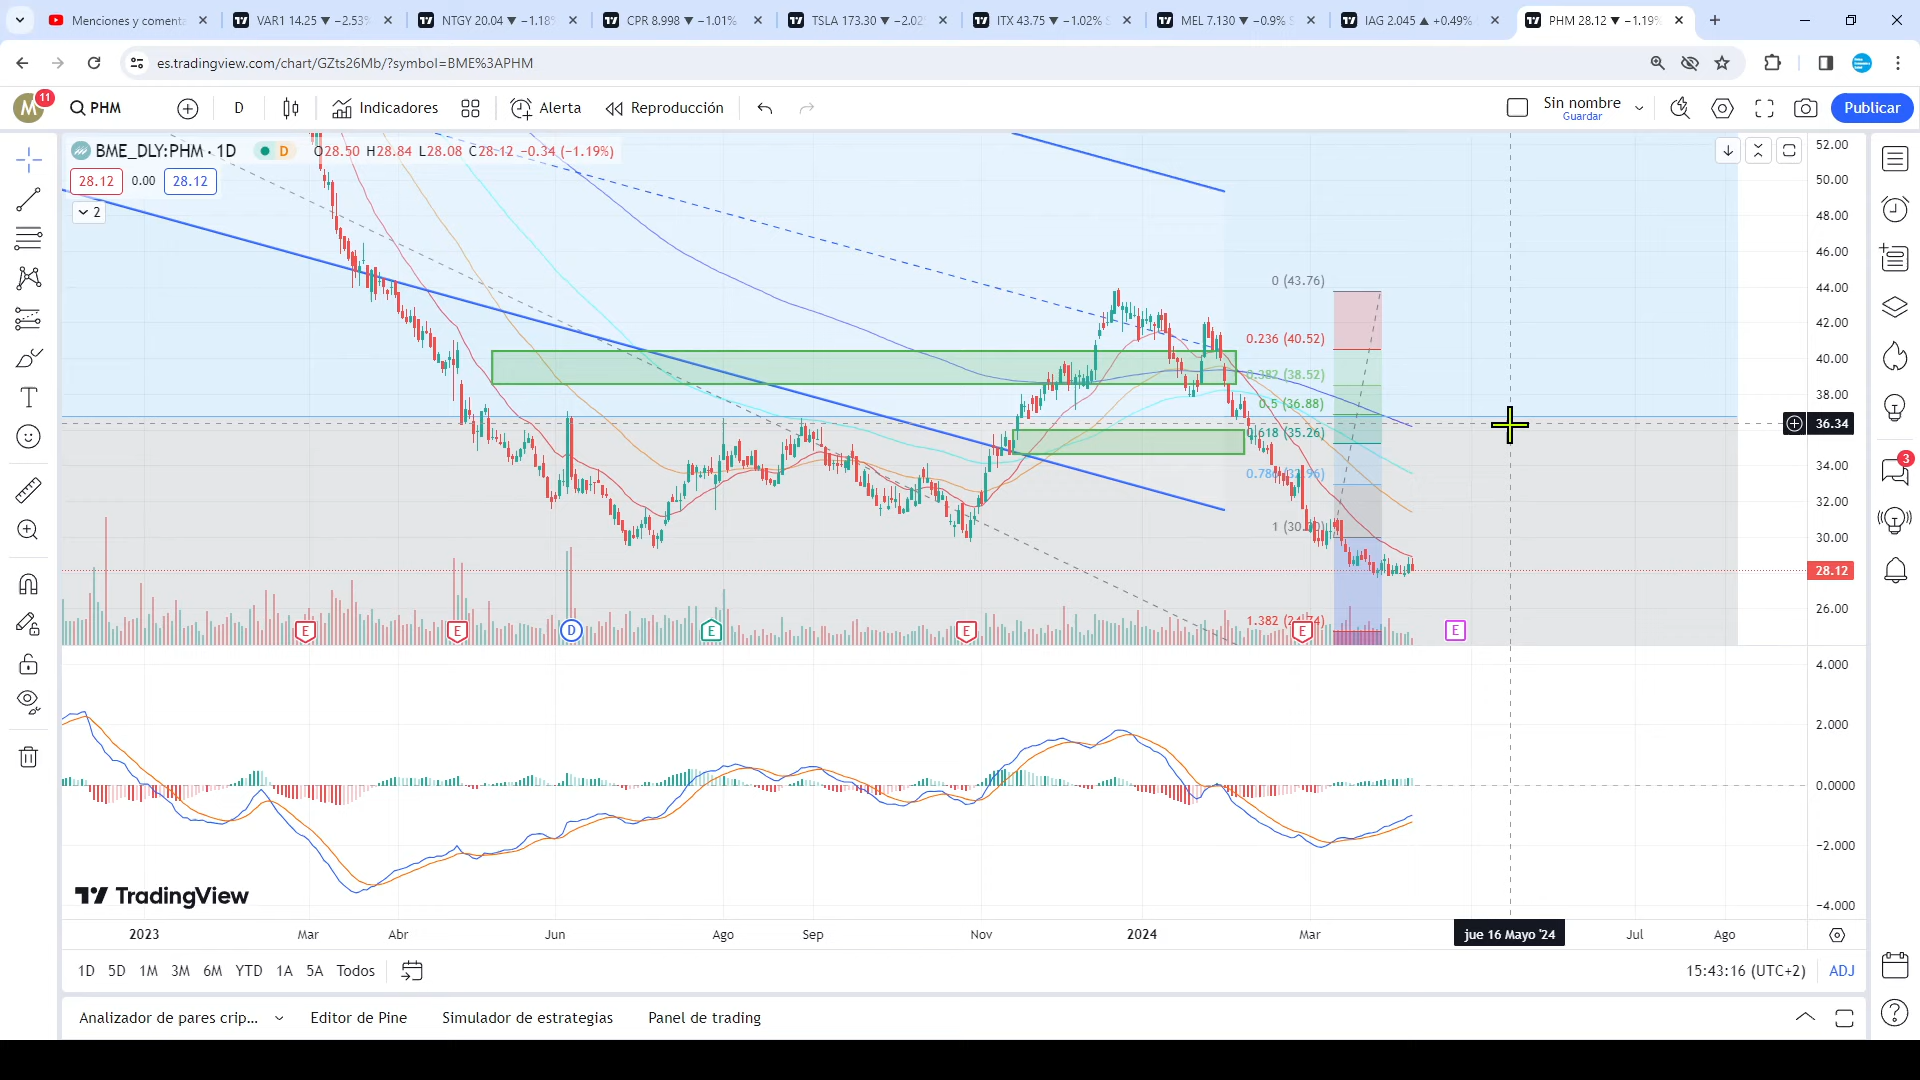 Menciones y comenta
VAR1 14.25 ▼ −2.53%
NTGY 20.04 ▼ −1.18%
CPR 8.998 ▼ −1.01%
TSLA 173.30 ▼ −2.02%
ITX 43.75 ▼ −1.02%
MEL 7.130 ▼ −0.9%
IAG 2.045 ▲ +0.49%
PHM 28.12 ▼ −1.19%
es.tradingview.com/chart/GZts26Mb/?symbol=BME%3APHM
M
11
PHM
D
Indicadores
Alerta
Reproducción
Sin nombre
Guardar
Publicar
BME_DLY:PHM · 1D
D
O28.50 H28.84 L28.08 C28.12 −0.34 (−1.19%)
28.12 0.00 28.12
2
52.00
50.00
48.00
46.00
44.00
42.00
40.00
38.00
36.34
34.00
32.00
30.00
28.12
26.00
0 (43.76)
0.236 (40.52)
0.382 (38.52)
0.5 (36.88)
0.618 (35.26)
1.382
E
E
D
E
E
E
E
4.000
2.000
0.0000
−2.000
−4.000
TradingView
2023 Mar Abr Jun Ago Sep Nov 2024 Mar jue 16 Mayo '24 Jul Ago
1D 5D 1M 3M 6M YTD 1A 5A Todos
15:43:16 (UTC+2) ADJ
Analizador de pares crip... Editor de Pine Simulador de estrategias Panel de trading
3